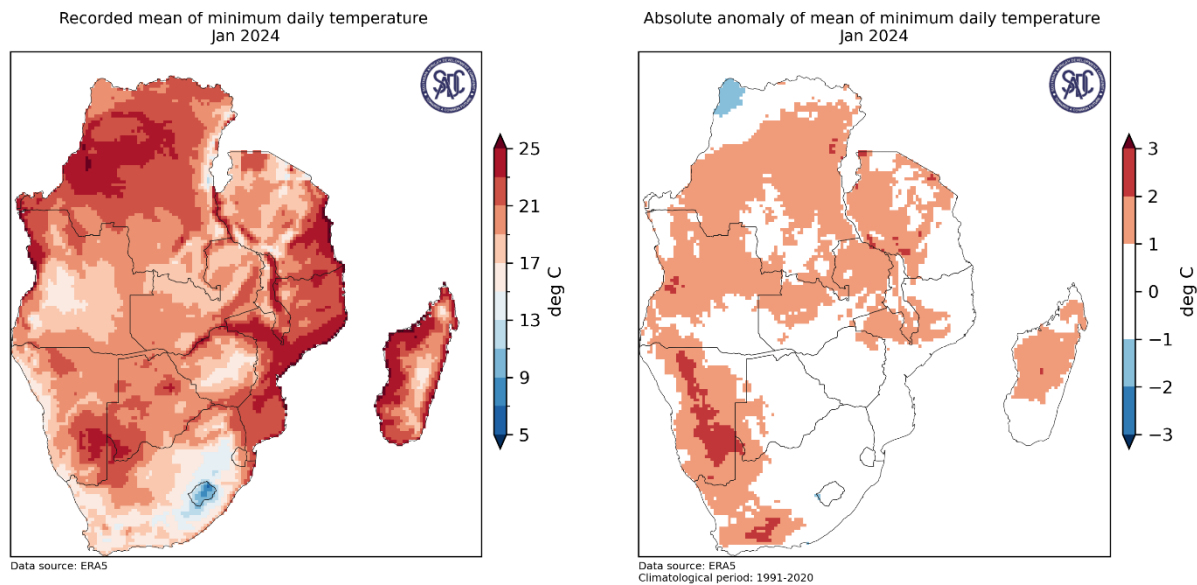 Recorded mean of minimum daily temperature
Jan 2024
SADC
25
21
17
13
9
5
deg C
Data source: ERA5
Absolute anomaly of mean of minimum daily temperature
Jan 2024
SADC
3
2
1
0
−1
−2
−3
deg C
Data source: ERA5
Climatological period: 1991-2020